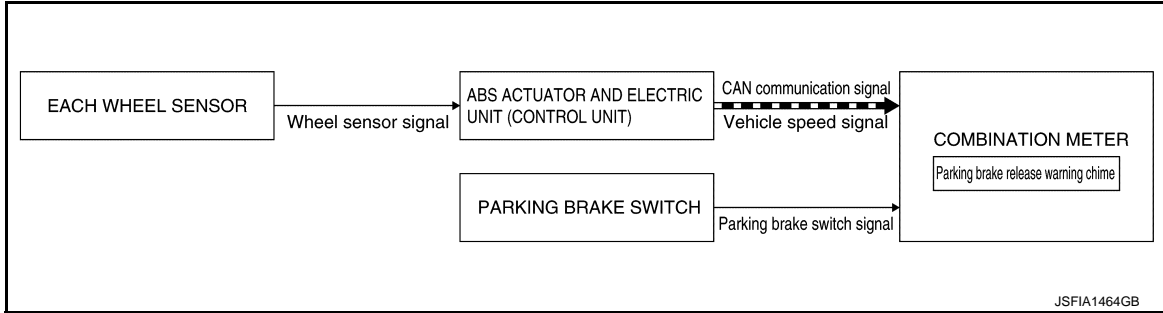 EACH WHEEL SENSOR
Wheel sensor signal
ABS ACTUATOR AND ELECTRIC
UNIT (CONTROL UNIT)
CAN communication signal
Vehicle speed signal
COMBINATION METER
Parking brake release warning chime
PARKING BRAKE SWITCH
Parking brake switch signal
JSFIA1464GB